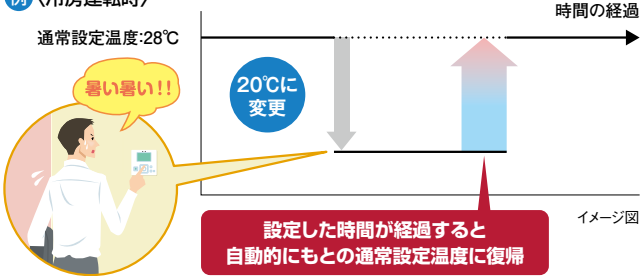 例〈冷房運転時〉
時間の経過
通常設定温度:28℃
暑い暑い!!
20℃に
変更
設定した時間が経過すると
自動的にもとの通常設定温度に復帰
イメージ図